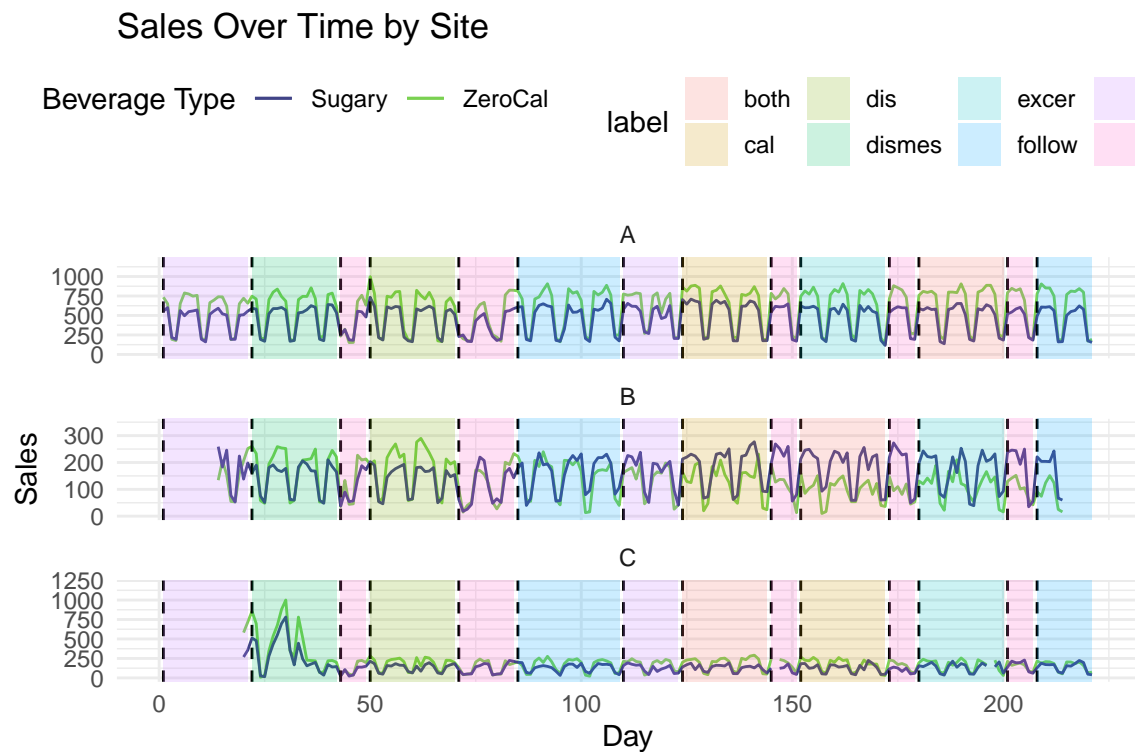 Sales Over Time by Site
Beverage Type Sugary ZeroCal
label both dis excer
cal dismes follow
A
1000
750
500
250
0
B
300
200
100
0
C
1250
1000
750
500
250
0
Sales
0 50 100 150 200
Day